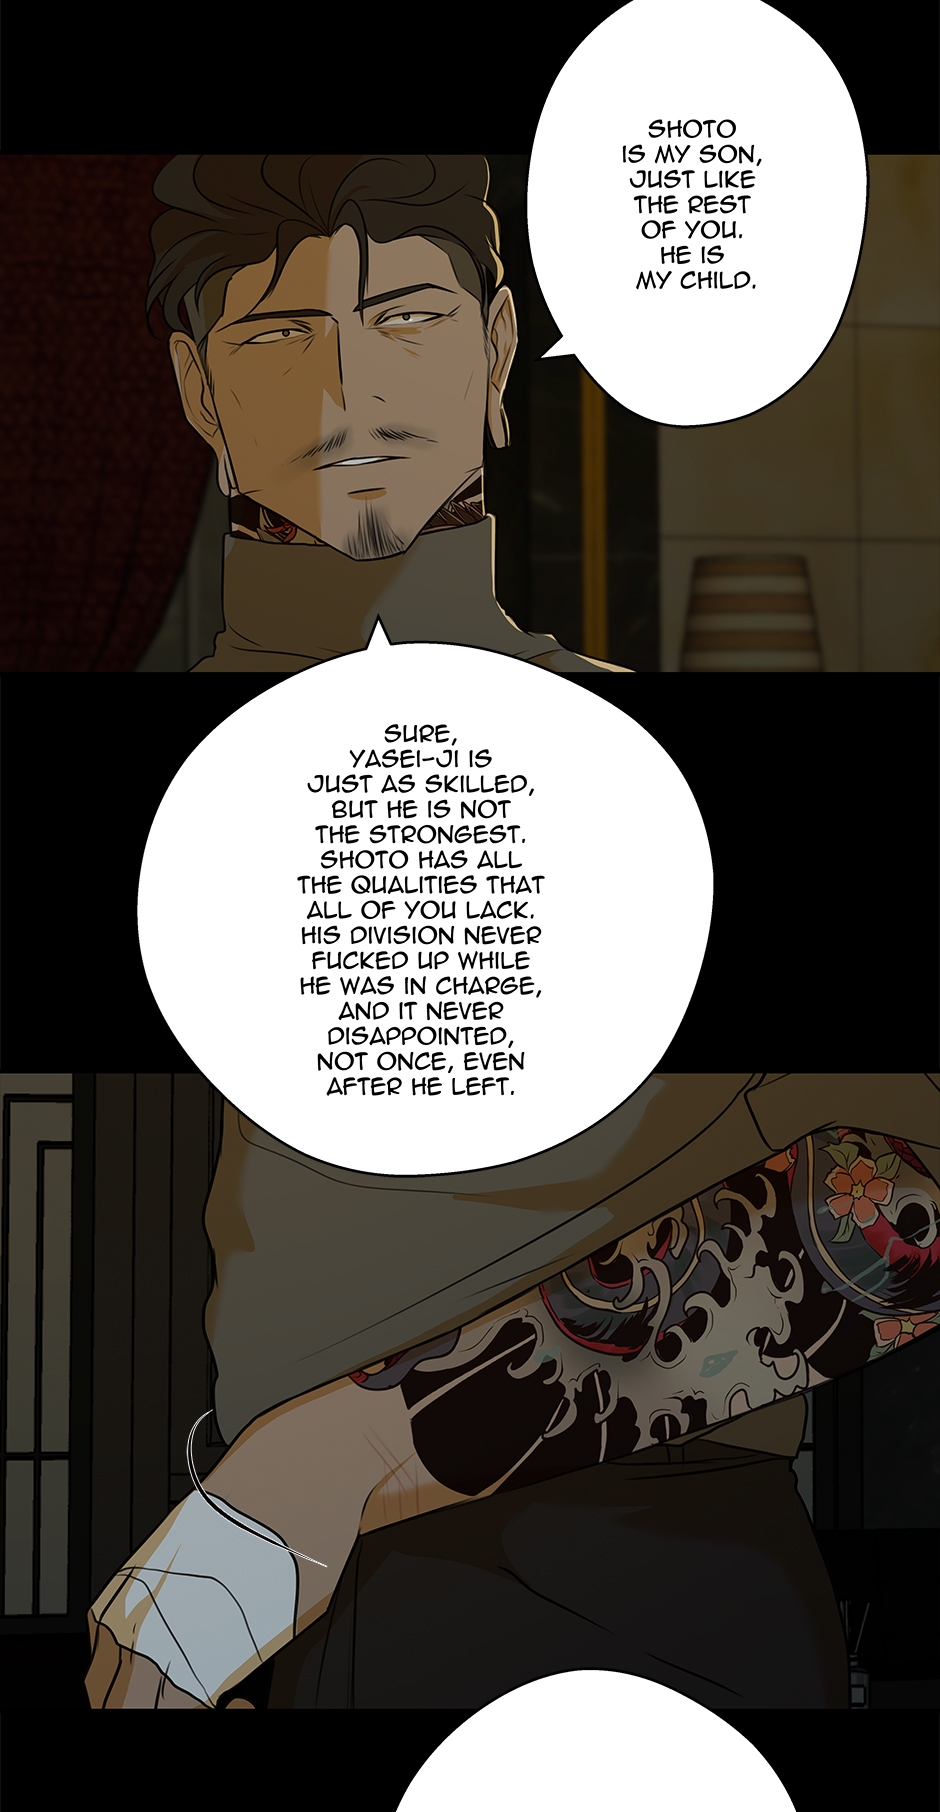 SHOTO
IS MY SON,
JUST LIKE
THE REST
OF YOU.
HE IS
MY CHILD.
SURE,
YASEI-JI IS
JUST AS SKILLED,
BUT HE IS NOT
THE STRONGEST.
SHOTO HAS ALL
THE QUALITIES THAT
ALL OF YOU LACK.
HIS DIVISION NEVER
FUCKED UP WHILE
HE WAS IN CHARGE,
AND IT NEVER
DISAPPOINTED,
NOT ONCE, EVEN
AFTER HE LEFT.